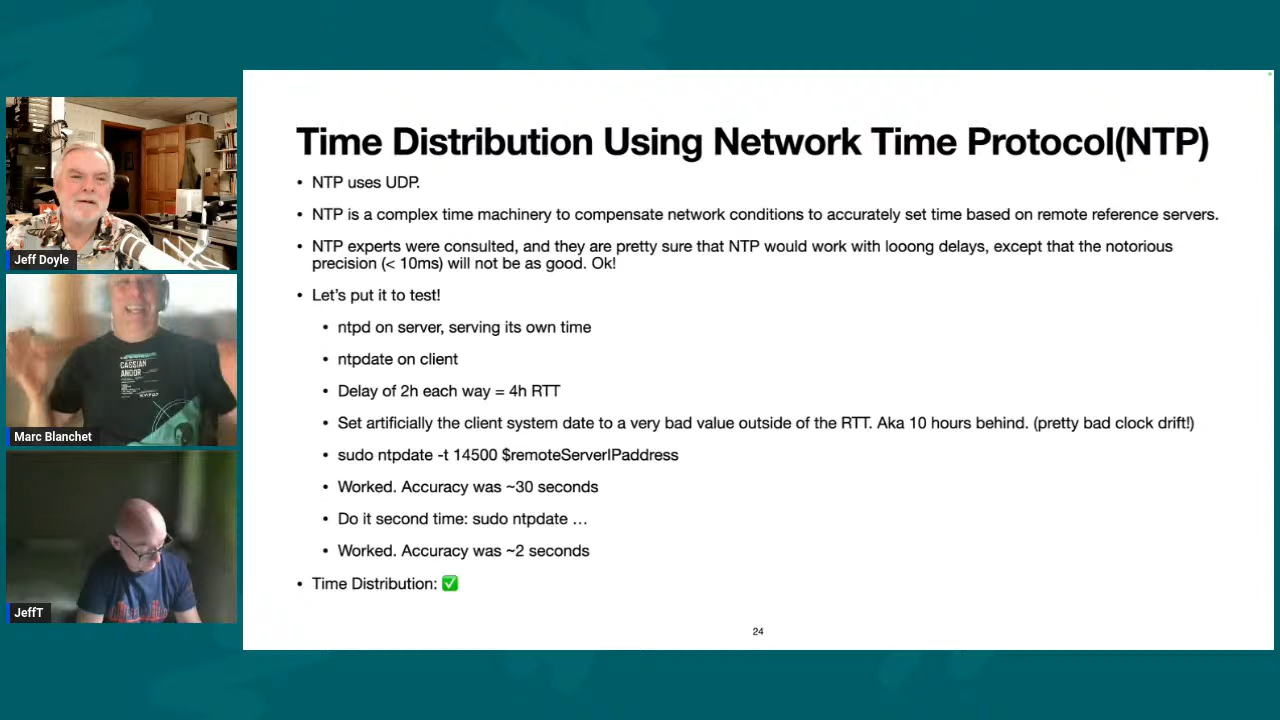 Time Distribution Using Network Time Protocol(NTP)
• NTP uses UDP.
• NTP is a complex time machinery to compensate network conditions to accurately set time based on remote reference servers.
• NTP experts were consulted, and they are pretty sure that NTP would work with looong delays, except that the notorious
precision (< 10ms) will not be as good. Ok!
• Let’s put it to test!
• ntpd on server, serving its own time
• ntpdate on client
• Delay of 2h each way = 4h RTT
• Set artificially the client system date to a very bad value outside of the RTT. Aka 10 hours behind. (pretty bad clock drift!)
• sudo ntpdate -t 14500 $remoteServerIPaddress
• Worked. Accuracy was ~30 seconds
• Do it second time: sudo ntpdate …
• Worked. Accuracy was ~2 seconds
• Time Distribution: ✅
24
Jeff Doyle
CASSIAN
ANDOR
Marc Blanchet
JeffT